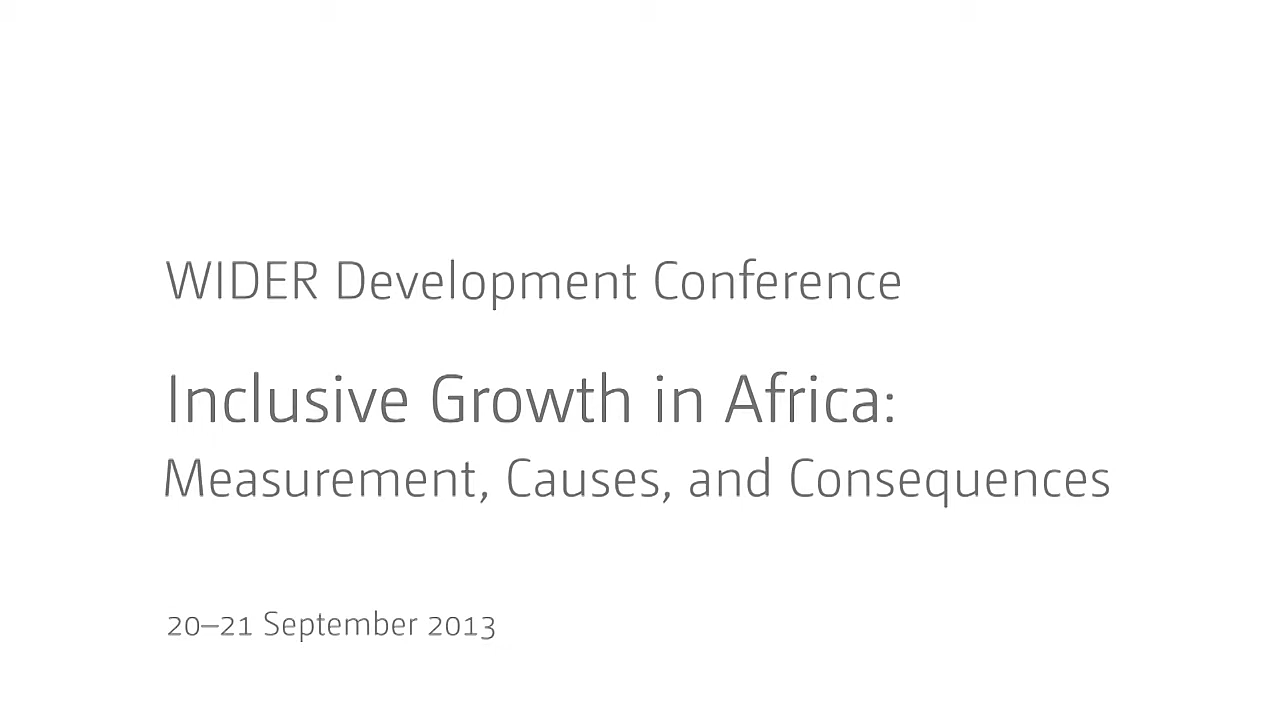 WIDER Development Conference
Inclusive Growth in Africa:
Measurement, Causes, and Consequences
20–21 September 2013